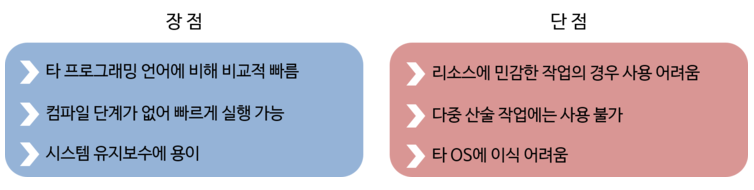 장 점
타 프로그래밍 언어에 비해 비교적 빠름
컴파일 단계가 없어 빠르게 실행 가능
시스템 유지보수에 용이
단 점
리소스에 민감한 작업의 경우 사용 어려움
다중 산술 작업에는 사용 불가
타 OS에 이식 어려움